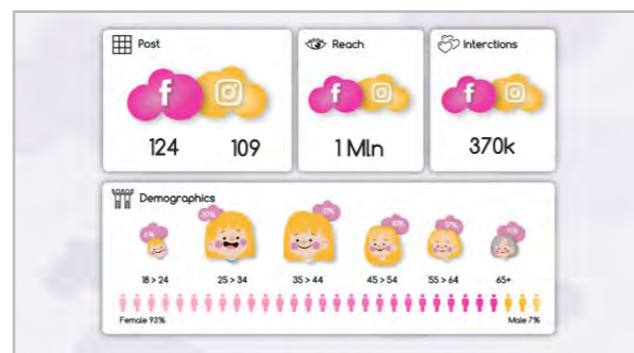 Post
124 109
Reach
1 Mln
Interctions
370k
Demographics
18 > 24 25 > 34 35 > 44 45 > 54 55 > 64 65+
Female 93% Male 7%